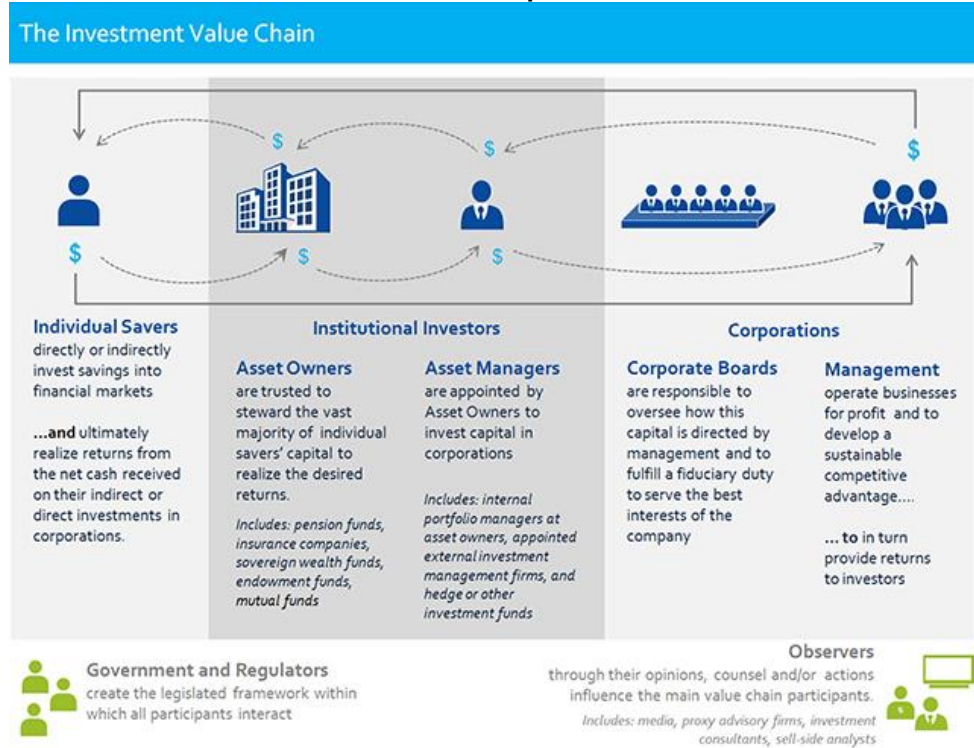 The Investment Value Chain
$
$
$
$
$
$
Individual Savers
directly or indirectly
invest savings into
financial markets
...and ultimately
realize returns from
the net cash received
on their indirect or
direct investments in
corporations.
Institutional Investors
Asset Owners
are trusted to
steward the vast
majority of individual
savers' capital to
realize the desired
returns.
Includes: pension funds,
insurance companies,
sovereign wealth funds,
endowment funds,
mutual funds
Asset Managers
are appointed by
Asset Owners to
invest capital in
corporations
Includes: internal
portfolio managers at
asset owners, appointed
external investment
management firms, and
hedge or other
investment funds
Corporations
Corporate Boards
are responsible to
oversee how this
capital is directed by
management and to
fulfill a fiduciary duty
to serve the best
interests of the
company
Management
operate businesses
for profit and to
develop a
sustainable
competitive
advantage....
... to in turn
provide returns
to investors
Government and Regulators
create the legislated framework within
which all participants interact
Observers
through their opinions, counsel and/or actions
influence the main value chain participants.
Includes: media, proxy advisory firms, investment
consultants, sell-side analysts